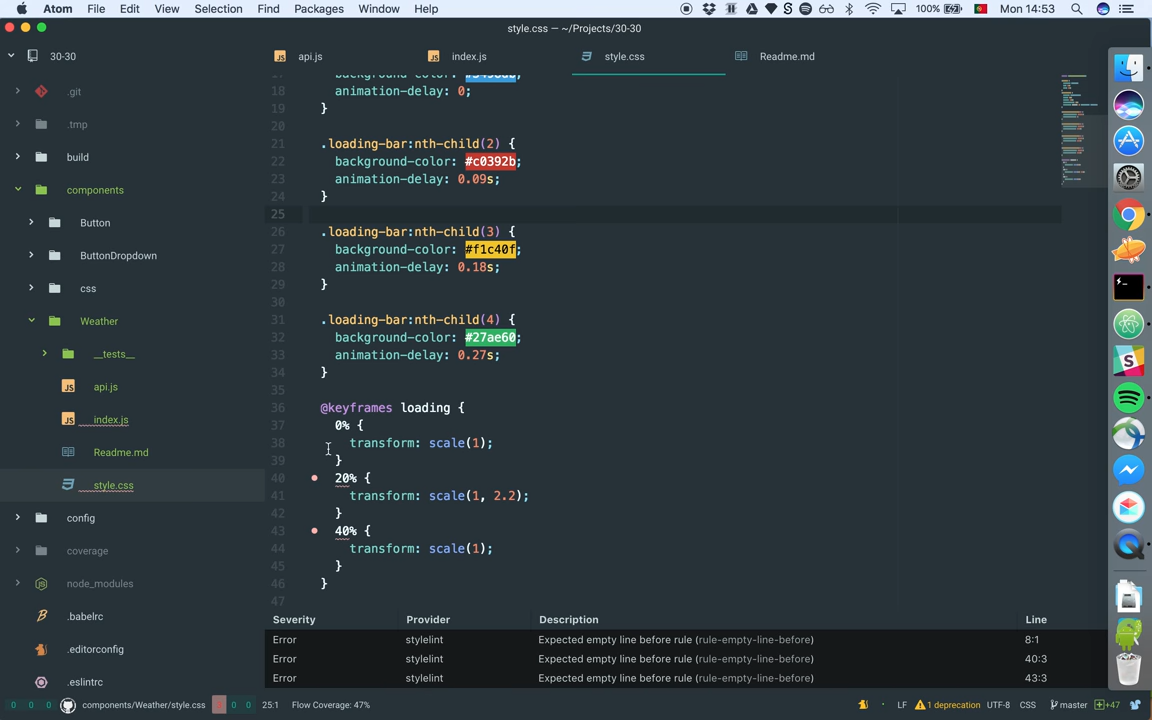 Atom File Edit View Selection Find Packages Window Help 100% Mon 14:53
style.css — ~/Projects/30-30
30-30
api.js index.js style.css Readme.md
.git
.tmp
build
components
Button
ButtonDropdown
css
Weather
__tests__
api.js
index.js
Readme.md
style.css
config
coverage
node_modules
.babelrc
.editorconfig
.eslintrc
18 animation-delay: 0;
19 }
20
21 .loading-bar:nth-child(2) {
22 background-color: #c0392b;
23 animation-delay: 0.09s;
24 }
25
26 .loading-bar:nth-child(3) {
27 background-color: #f1c40f;
28 animation-delay: 0.18s;
29 }
30
31 .loading-bar:nth-child(4) {
32 background-color: #27ae60;
33 animation-delay: 0.27s;
34 }
35
36 @keyframes loading {
37 0% {
38 transform: scale(1);
39 }
40 20% {
41 transform: scale(1, 2.2);
42 }
43 40% {
44 transform: scale(1);
45 }
46 }
47
Severity Provider Description Line
Error stylelint Expected empty line before rule (rule-empty-line-before) 8:1
Error stylelint Expected empty line before rule (rule-empty-line-before) 40:3
Error stylelint Expected empty line before rule (rule-empty-line-before) 43:3
0 0 0 components/Weather/style.css 0 0 25:1 Flow Coverage: 47% LF 1 deprecation UTF-8 CSS master +47